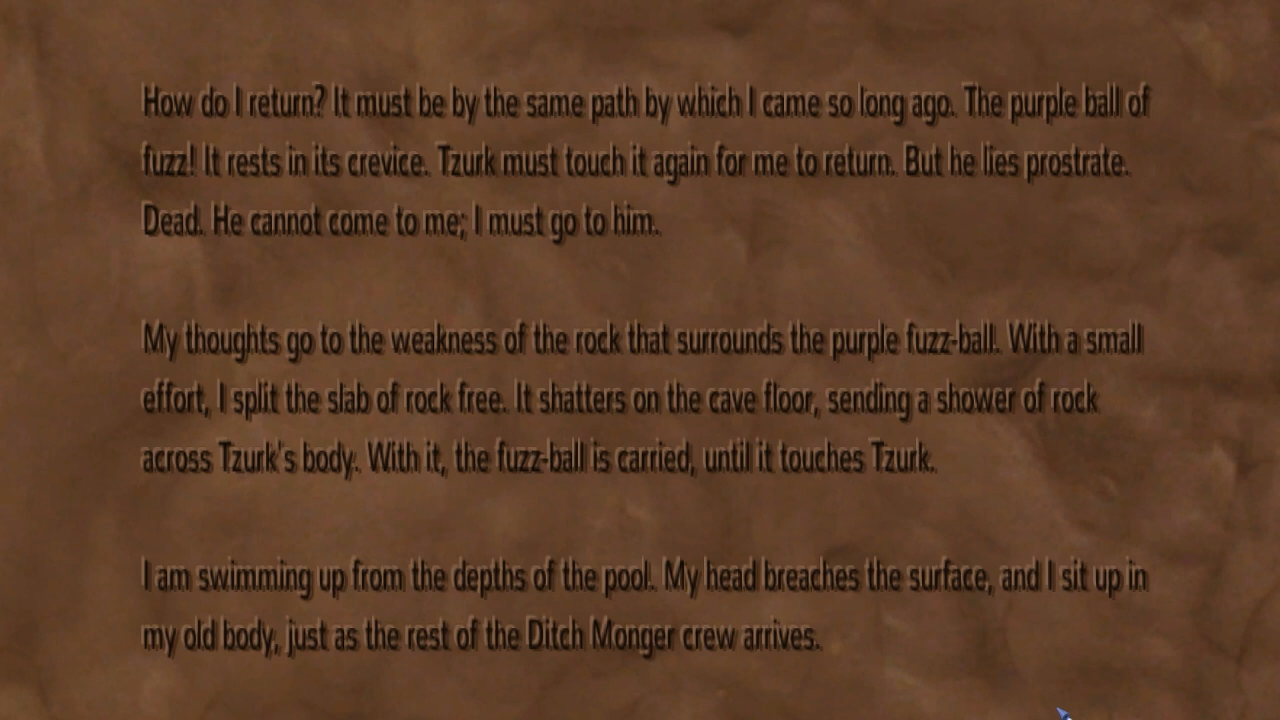 How do I return? It must be by the same path by which I came so long ago. The purple ball of
fuzz! It rests in its crevice. Tzurk must touch it again for me to return. But he lies prostrate.
Dead. He cannot come to me; I must go to him.
My thoughts go to the weakness of the rock that surrounds the purple fuzz-ball. With a small
effort, I split the slab of rock free. It shatters on the cave floor, sending a shower of rock
across Tzurk's body. With it, the fuzz-ball is carried, until it touches Tzurk.
I am swimming up from the depths of the pool. My head breaches the surface, and I sit up in
my old body, just as the rest of the Ditch Monger crew arrives.